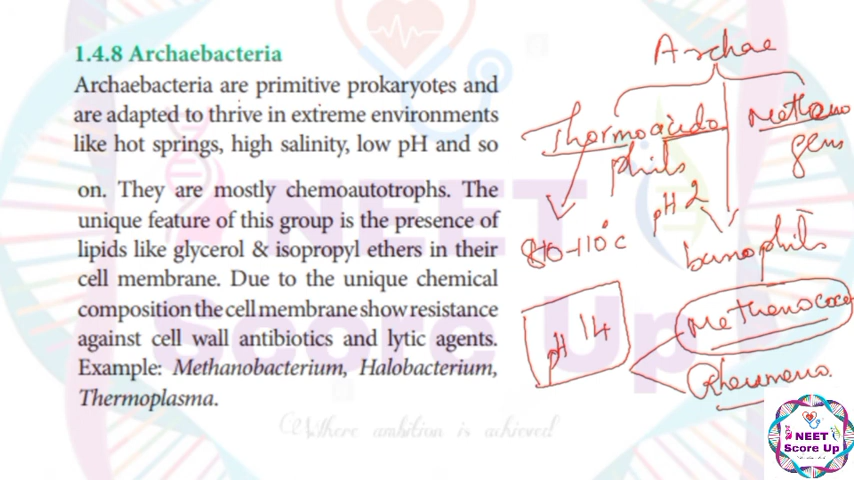 1.4.8 Archaebacteria
Archaebacteria are primitive prokaryotes and
are adapted to thrive in extreme environments
like hot springs, high salinity, low pH and so
on. They are mostly chemoautotrophs. The
unique feature of this group is the presence of
lipids like glycerol & isopropyl ethers in their
cell membrane. Due to the unique chemical
composition the cell membrane show resistance
against cell wall antibiotics and lytic agents.
Example: Methanobacterium, Halobacterium,
Thermoplasma.
Where ambition is achieved
NEET
Score Up
Archae
Thermoacido
phils
Methano
gens
pH 2
80-110°c
pH 14
NEET
Score Up